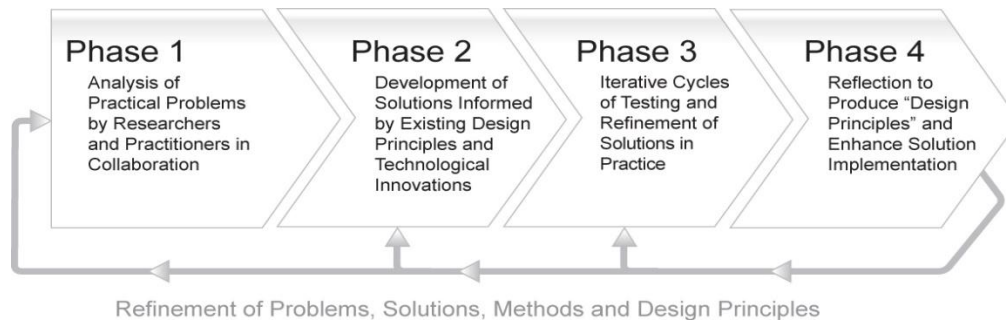 Phase 1
Analysis of
Practical Problems
by Researchers
and Practitioners in
Collaboration
Phase 2
Development of
Solutions Informed
by Existing Design
Principles and
Technological
Innovations
Phase 3
Iterative Cycles
of Testing and
Refinement of
Solutions in
Practice
Phase 4
Reflection to
Produce “Design
Principles” and
Enhance Solution
Implementation
Refinement of Problems, Solutions, Methods and Design Principles